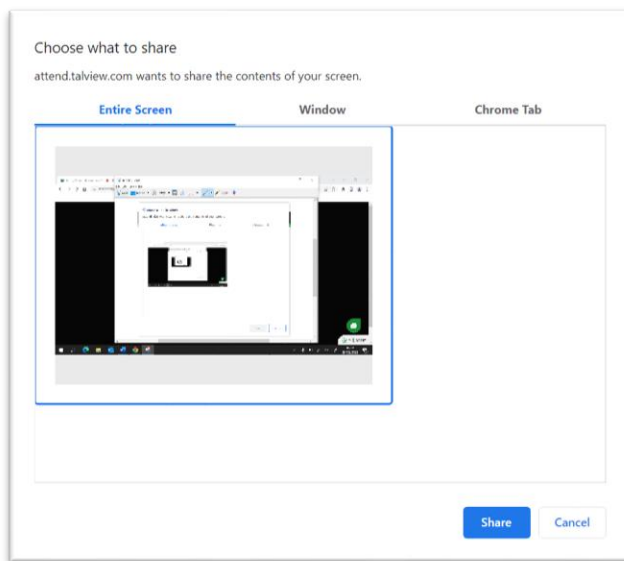 Choose what to share
attend.talview.com wants to share the contents of your screen.
Entire Screen
Window
Chrome Tab
Share
Cancel